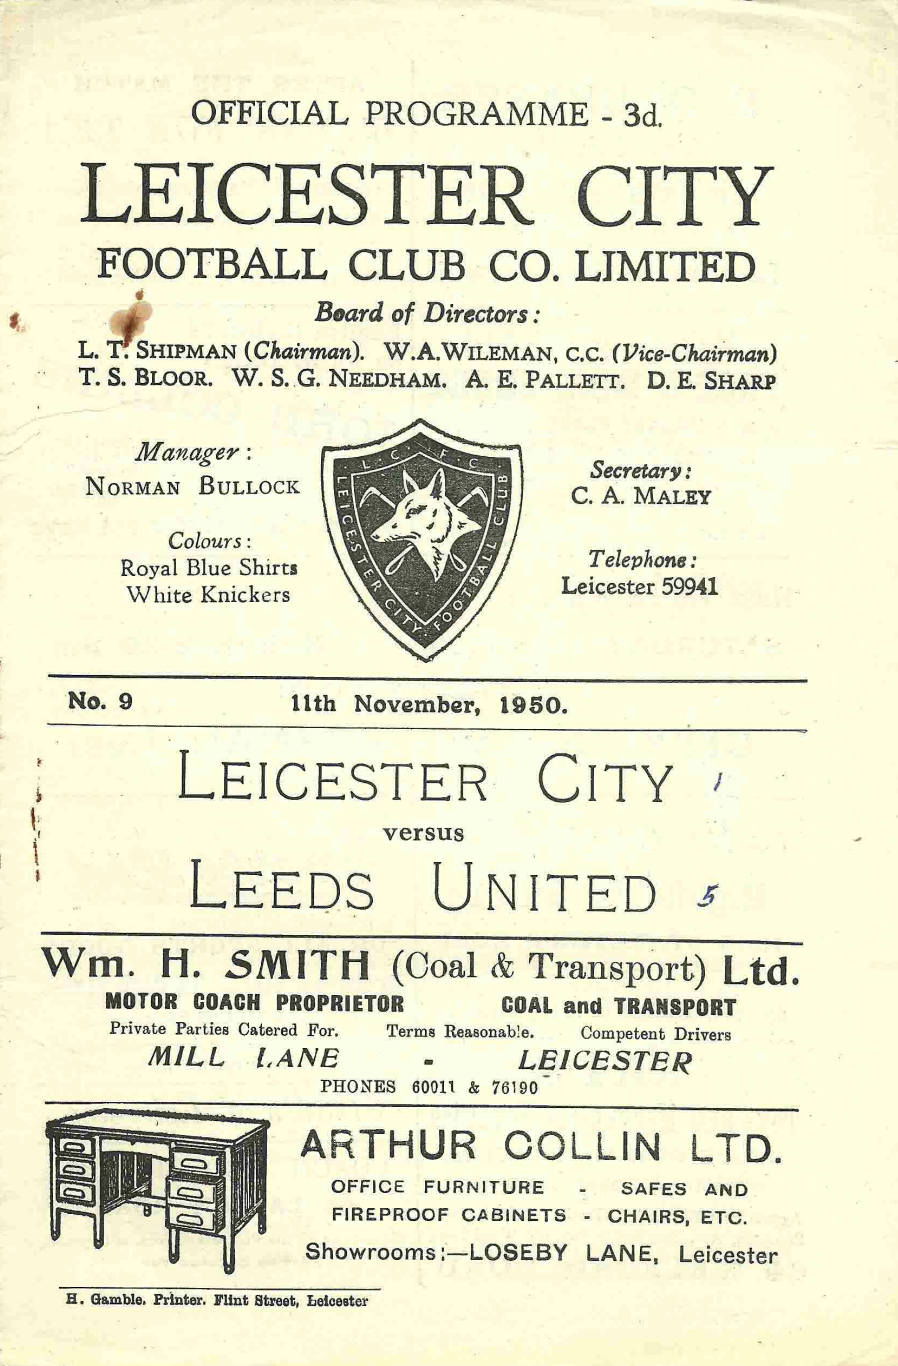 OFFICIAL PROGRAMME - 3d.
LEICESTER CITY
FOOTBALL CLUB CO. LIMITED
Board of Directors :
L. T. SHIPMAN (Chairman). W.A.WILEMAN, C.C. (Vice-Chairman)
T. S. BLOOR. W. S. G. NEEDHAM. A. E. PALLETT. D. E. SHARP
Manager :
NORMAN BULLOCK
Colours :
Royal Blue Shirts
White Knickers
L. C. F. C.
LEICESTER CITY FOOTBALL CLUB
Secretary :
C. A. MALEY
Telephone :
Leicester 59941
No. 9 11th November, 1950.
LEICESTER CITY 1
versus
LEEDS UNITED 5
Wm. H. SMITH (Coal & Transport) Ltd.
MOTOR COACH PROPRIETOR COAL and TRANSPORT
Private Parties Catered For. Terms Reasonable. Competent Drivers
MILL LANE - LEICESTER
PHONES 60011 & 76190
ARTHUR COLLIN LTD.
OFFICE FURNITURE - SAFES AND
FIREPROOF CABINETS - CHAIRS, ETC.
Showrooms :—LOSEBY LANE, Leicester
H. Gamble. Printer. Flint Street, Leicester